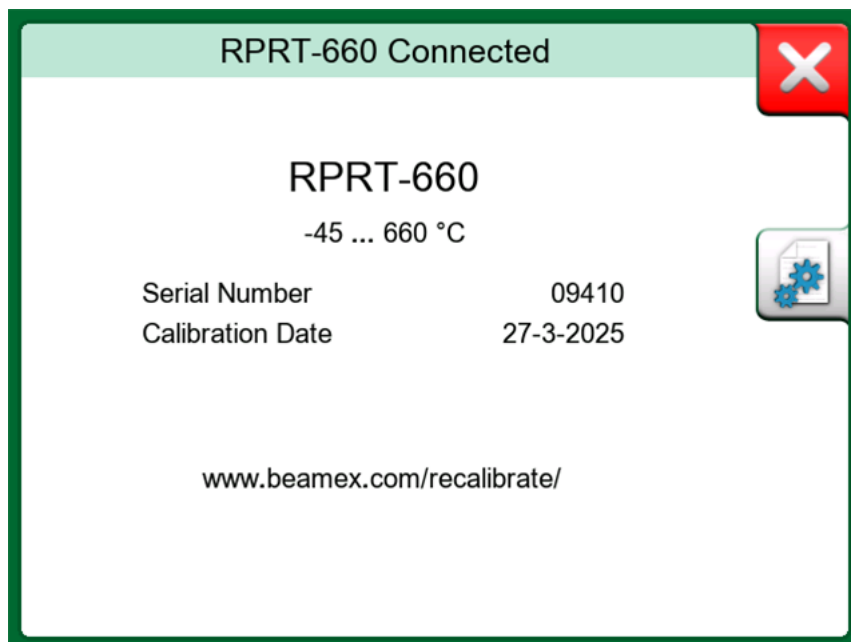 RPRT-660 Connected
RPRT-660
-45 ... 660 °C
Serial Number 09410
Calibration Date 27-3-2025
www.beamex.com/recalibrate/